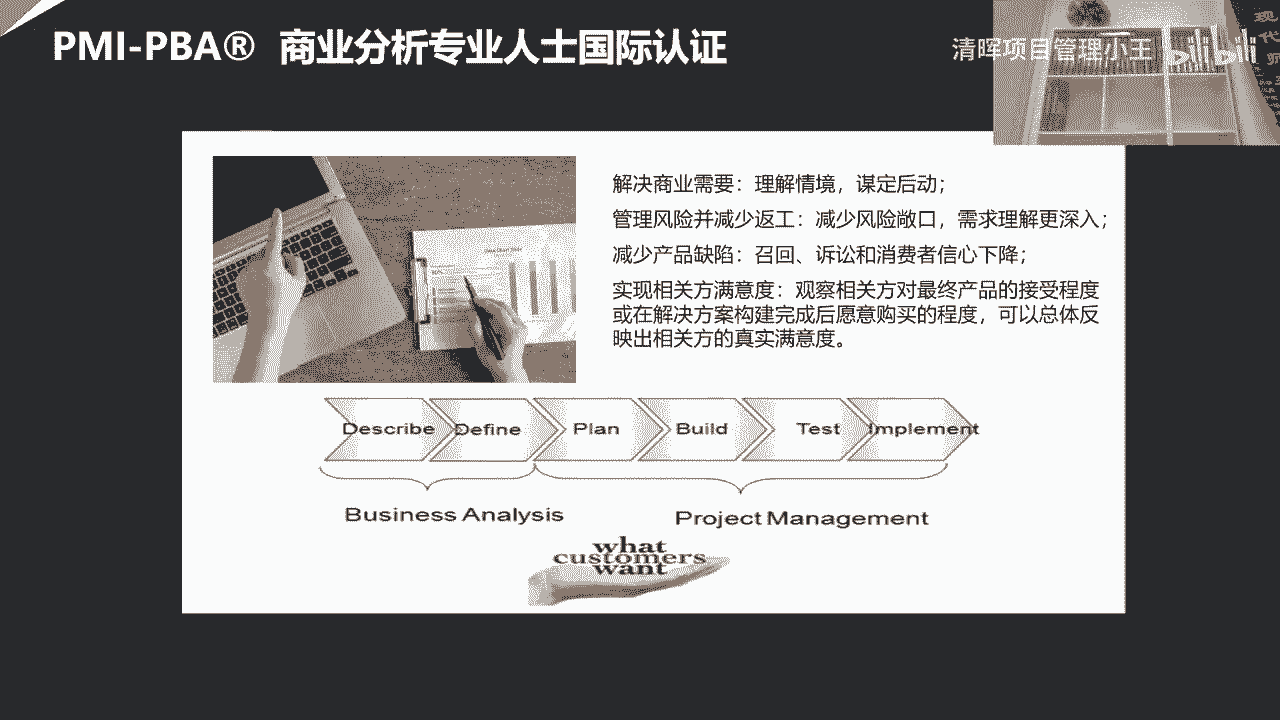 PMI-PBA® 商业分析专业人士国际认证
清晖项目管理小王 bilibili
现
代
解决商业需要：理解情境，谋定后动；
管理风险并减少返工：减少风险敞口，需求理解更深入；
减少产品缺陷：召回、诉讼和消费者信心下降；
实现相关方满意度：观察相关方对最终产品的接受程度
或在解决方案构建完成后愿意购买的程度，可以总体反
映出相关方的真实满意度。
Describe Define Plan Build Test Implement
Business Analysis Project Management
what
customers
want